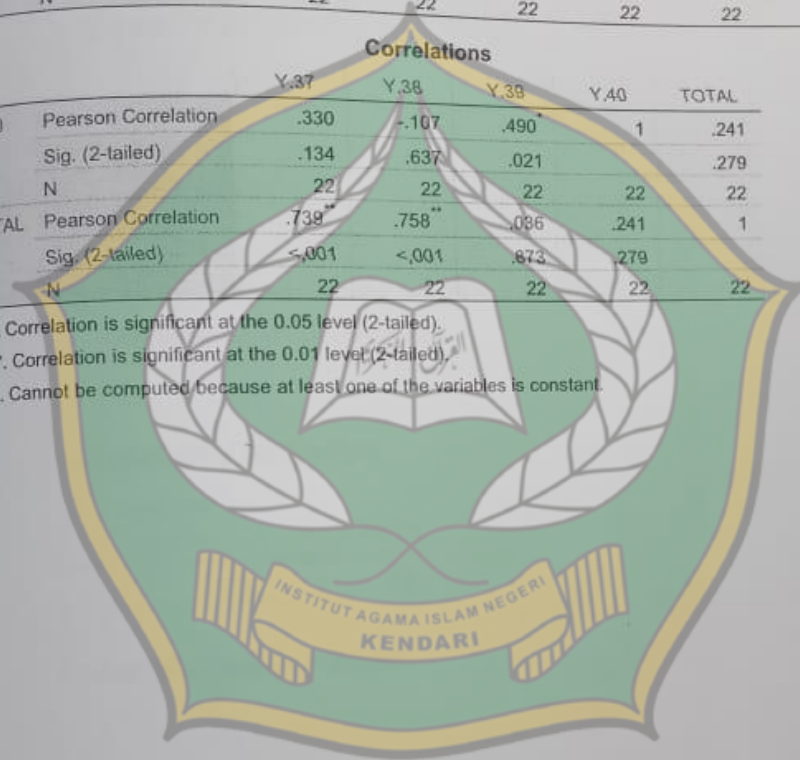 N 22 22 22 22 22
Correlations
Y.37 Y.38 Y.39 Y.40 TOTAL
Pearson Correlation .330 -.107 .490* 1 .241
Sig. (2-tailed) .134 .637 .021 .279
N 22 22 22 22 22
TAL Pearson Correlation .739** .758** .036 .241 1
Sig. (2-tailed) <,001 <,001 .873 .279
N 22 22 22 22 22
. Correlation is significant at the 0.05 level (2-tailed).
*. Correlation is significant at the 0.01 level (2-tailed).
. Cannot be computed because at least one of the variables is constant.
INSTITUT AGAMA ISLAM NEGERI
KENDARI